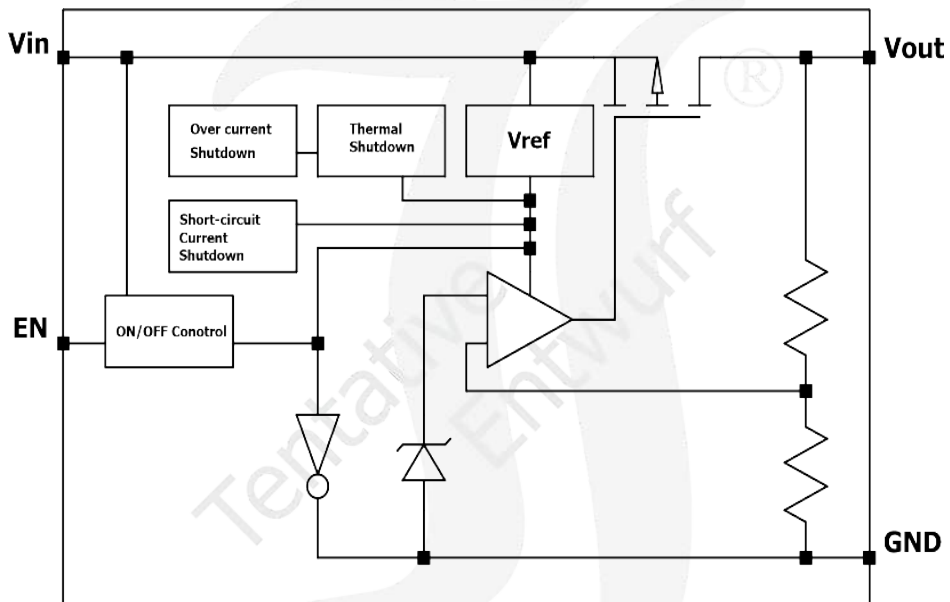 Vin
Vout
®
Over current
Shutdown
Thermal
Shutdown
Vref
Short-circuit
Current
Shutdown
EN
ON/OFF Conotrol
Tentative
Entwurf
GND